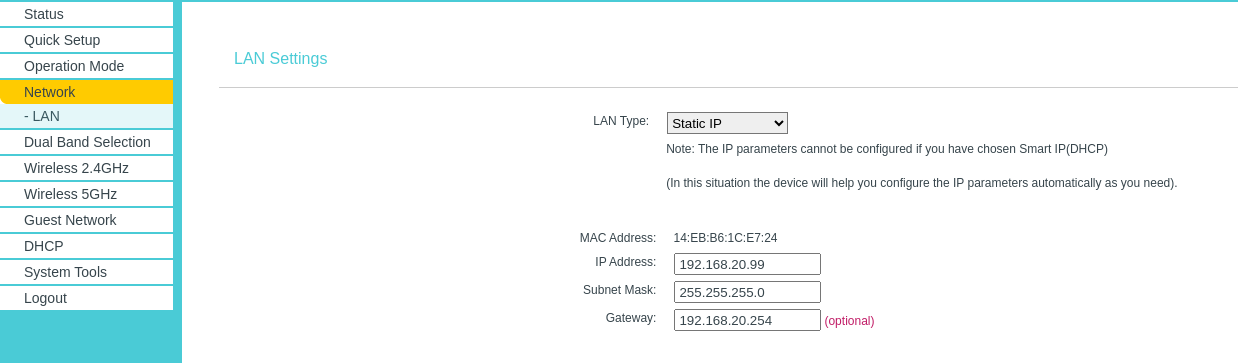 Status
Quick Setup
Operation Mode
Network
- LAN
Dual Band Selection
Wireless 2.4GHz
Wireless 5GHz
Guest Network
DHCP
System Tools
Logout
LAN Settings
LAN Type: Static IP
Note: The IP parameters cannot be configured if you have chosen Smart IP(DHCP)
(In this situation the device will help you configure the IP parameters automatically as you need).
MAC Address: 14:EB:B6:1C:E7:24
IP Address: 192.168.20.99
Subnet Mask: 255.255.255.0
Gateway: 192.168.20.254 (optional)